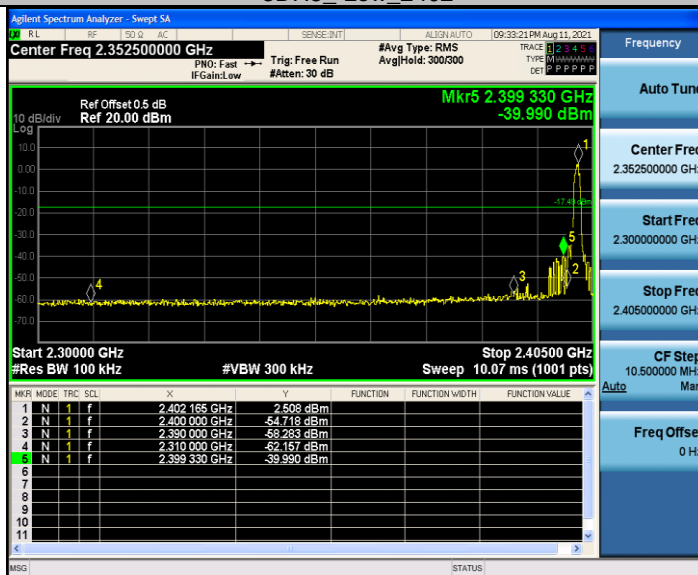 Agilent Spectrum Analyzer - Swept SA
LXI RL RF 50 Ω AC SENSE:INT ALIGN AUTO 09:33:21 PM Aug 11, 2021
Center Freq 2.352500000 GHz #Avg Type: RMS TRACE 1 2 3 4 5 6
PNO: Fast Trig: Free Run Avg|Hold: 300/300 TYPE M
IFGain:Low #Atten: 30 dB DET P P P P P P
Frequency
Ref Offset 0.5 dB Mkr5 2.399 330 GHz
10 dB/div Ref 20.00 dBm -39.990 dBm
Log
10.0
0.00
-10.0
-20.0
-30.0
-40.0
-50.0
-60.0
-70.0
-17.49 dBm
1
5
2
3
4
Start 2.30000 GHz Stop 2.40500 GHz
#Res BW 100 kHz #VBW 300 kHz Sweep 10.07 ms (1001 pts)
MKR MODE TRC SCL X Y FUNCTION FUNCTION WIDTH FUNCTION VALUE
1 N 1 f 2.402 165 GHz 2.508 dBm
2 N 1 f 2.400 000 GHz -54.718 dBm
3 N 1 f 2.390 000 GHz -58.283 dBm
4 N 1 f 2.310 000 GHz -62.157 dBm
5 N 1 f 2.399 330 GHz -39.990 dBm
6
7
8
9
10
11
MSG STATUS
Auto Tune
Center Freq
2.352500000 GHz
Start Freq
2.300000000 GHz
Stop Freq
2.405000000 GHz
CF Step
10.500000 MHz
Auto Man
Freq Offset
0 Hz